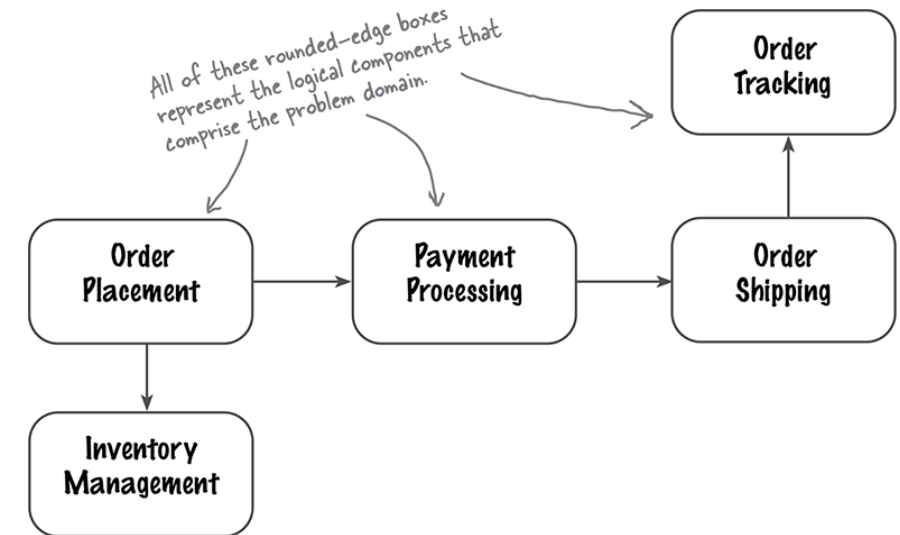 All of these rounded-edge boxes
represent the logical components that
comprise the problem domain.
Order
Tracking
Order
Placement
Payment
Processing
Order
Shipping
Inventory
Management